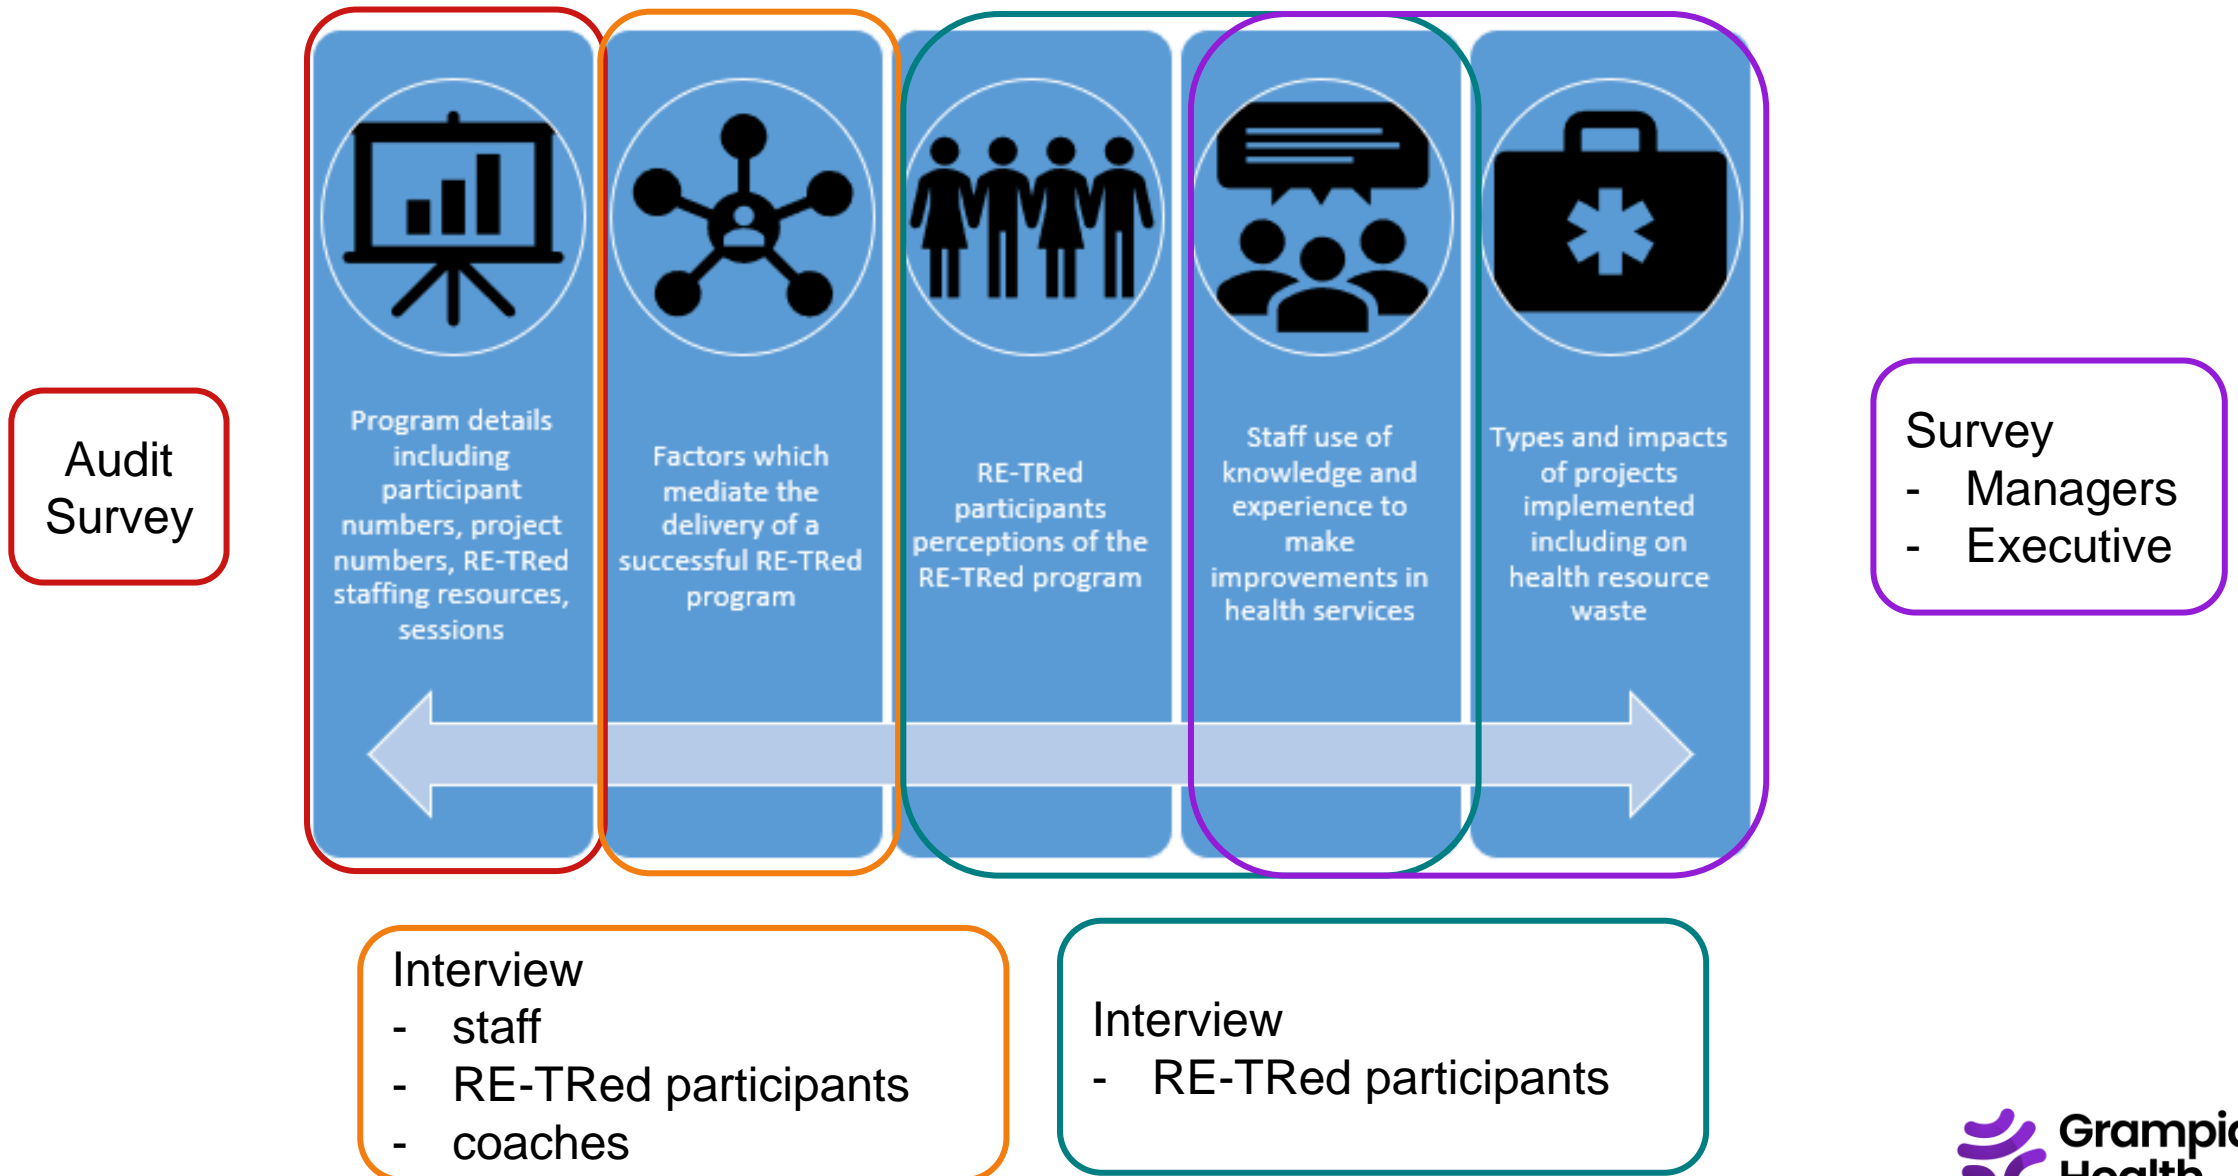 Audit
Survey
Program details
including
participant
numbers, project
numbers, RE-TRed
staffing resources,
sessions
Factors which
mediate the
delivery of a
successful RE-TRed
program
RE-TRed
participants
perceptions of the
RE-TRed program
Staff use of
knowledge and
experience to
make
improvements in
health services
Types and impacts
of projects
implemented
including on
health resource
waste
Survey
- Managers
- Executive
Interview
- staff
- RE-TRed participants
- coaches
Interview
- RE-TRed participants
Health